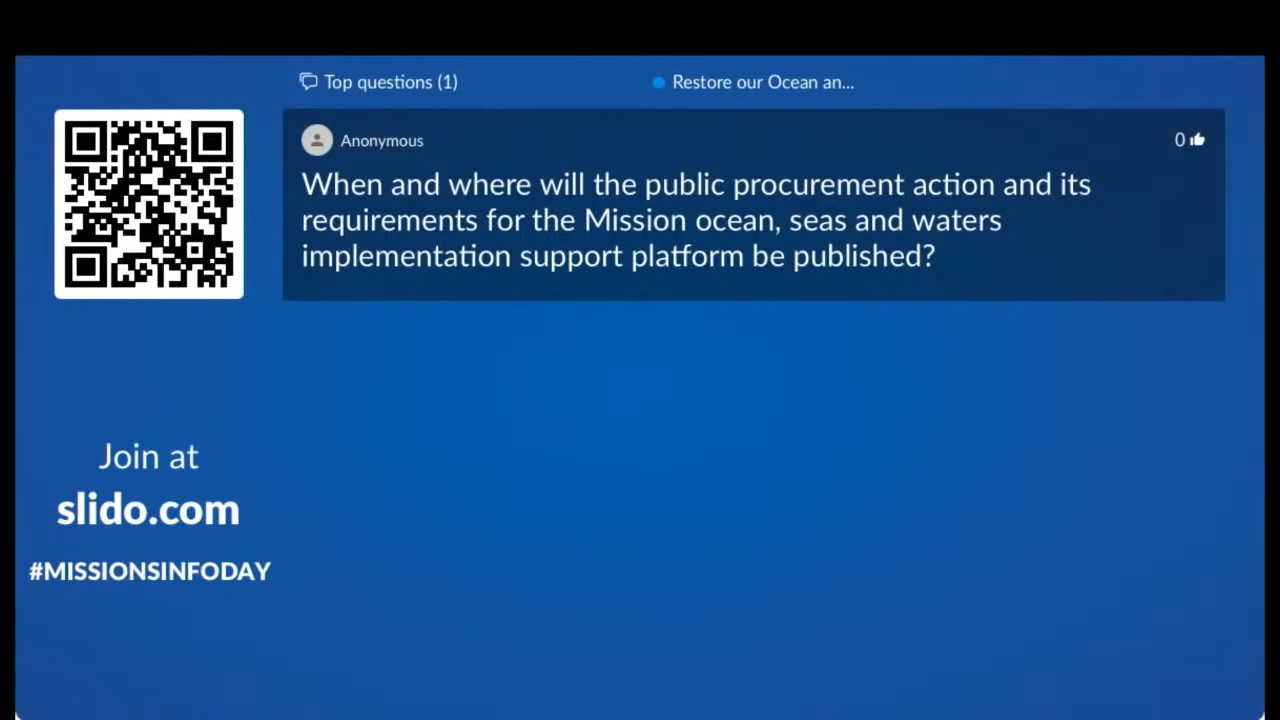 Top questions (1)
Restore our Ocean an...
Anonymous
0
When and where will the public procurement action and its
requirements for the Mission ocean, seas and waters
implementation support platform be published?
Join at
slido.com
#MISSIONSINFODAY